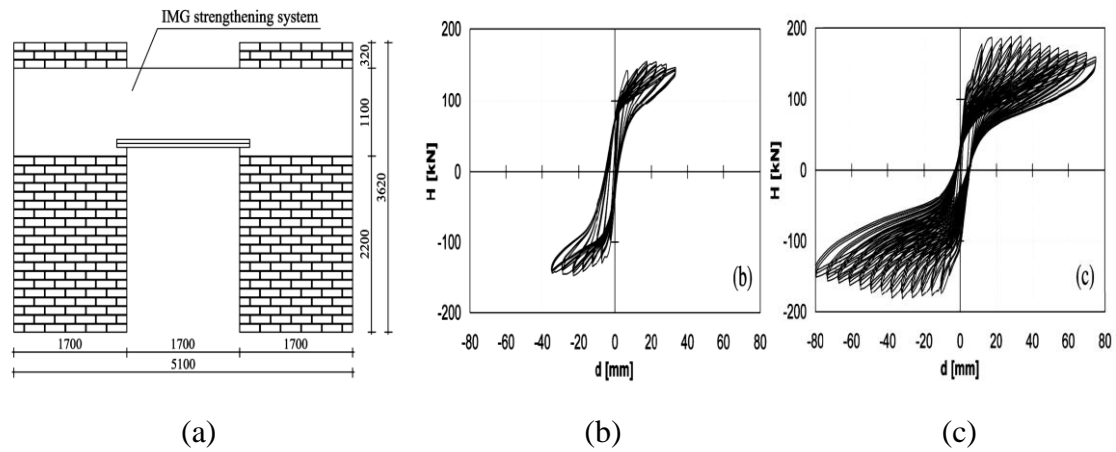 IMG strengthening system
320
1100
2200
3620
1700 1700 1700
5100
(a)
200
100
0
-100
-200
H [kN]
-80 -60 -40 -20 0 20 40 60 80
d [mm]
(b)
(b)
200
100
0
-100
-200
H [kN]
-80 -60 -40 -20 0 20 40 60 80
d [mm]
(c)
(c)